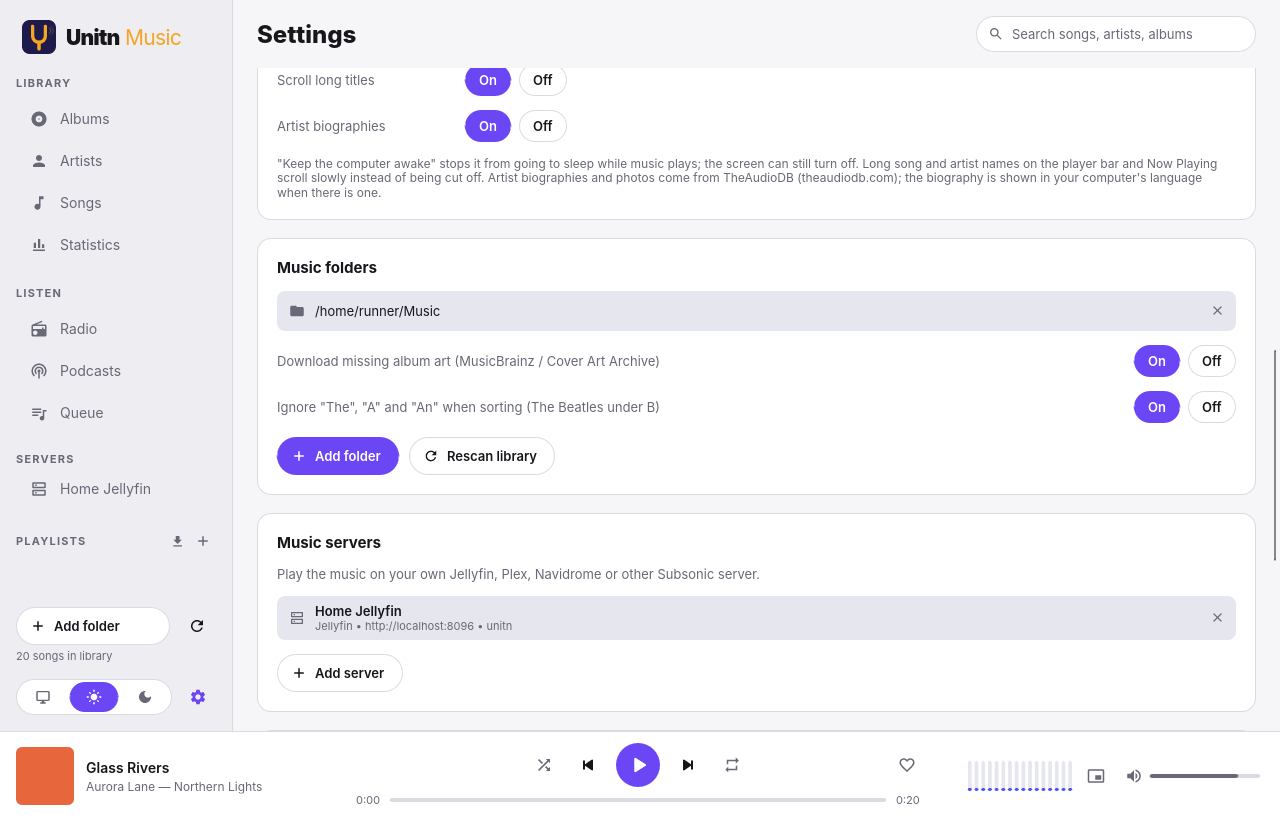 Unitn Music
LIBRARY
Albums
Artists
Songs
Statistics
LISTEN
Radio
Podcasts
Queue
SERVERS
Home Jellyfin
PLAYLISTS
Add folder
20 songs in library
Settings
Search songs, artists, albums
Scroll long titles On Off
Artist biographies On Off
"Keep the computer awake" stops it from going to sleep while music plays; the screen can still turn off. Long song and artist names on the player bar and Now Playing
scroll slowly instead of being cut off. Artist biographies and photos come from TheAudioDB (theaudiodb.com); the biography is shown in your computer's language
when there is one.
Music folders
/home/runner/Music
Download missing album art (MusicBrainz / Cover Art Archive) On Off
Ignore "The", "A" and "An" when sorting (The Beatles under B) On Off
Add folder Rescan library
Music servers
Play the music on your own Jellyfin, Plex, Navidrome or other Subsonic server.
Home Jellyfin
Jellyfin • http://localhost:8096 • unitn
Add server
Glass Rivers
Aurora Lane — Northern Lights
0:00 0:20